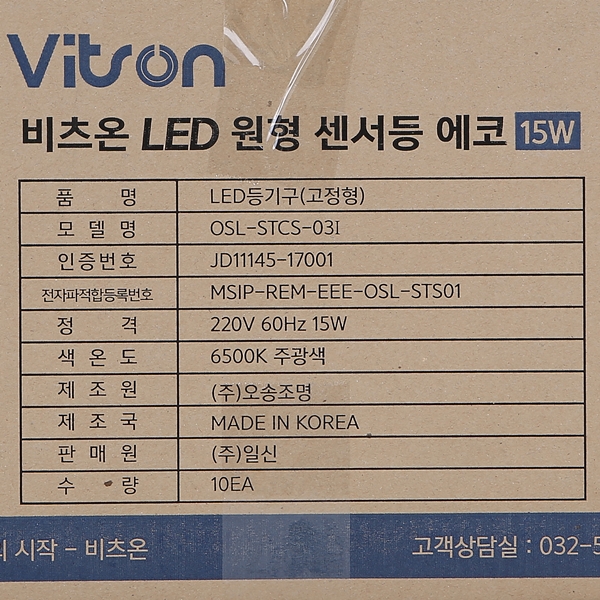 Vitson
비츠온 LED 원형 센서등 에코 15W
품 명 LED등기구(고정형)
모 델 명 OSL-STCS-03I
인증번호 JD11145-17001
전자파적합등록번호 MSIP-REM-EEE-OSL-STS01
정 격 220V 60Hz 15W
색 온 도 6500K 주광색
제 조 원 (주)오송조명
제 조 국 MADE IN KOREA
판 매 원 (주)일신
수 량 10EA
시작 - 비츠온 고객상담실 : 032-5